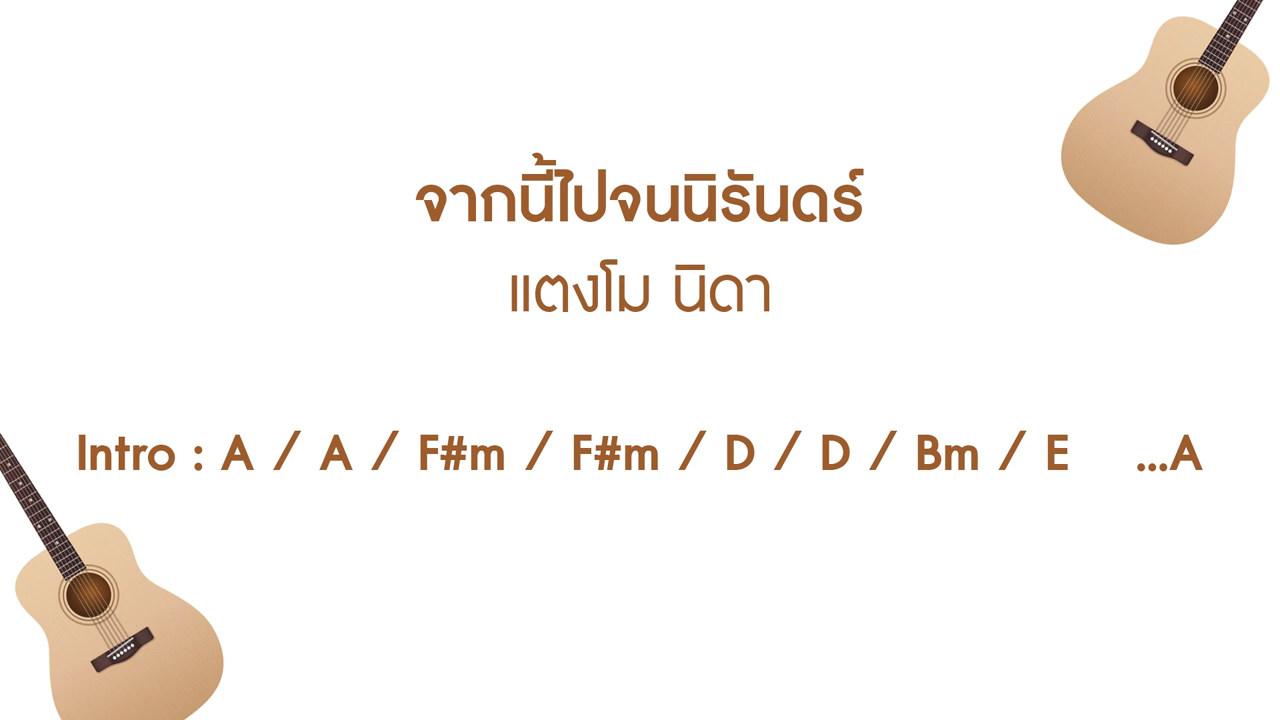 จากนี้ไปจนนิรันดร์
แตงโม นิดา
Intro : A / A / F#m / F#m / D / D / Bm / E ...A